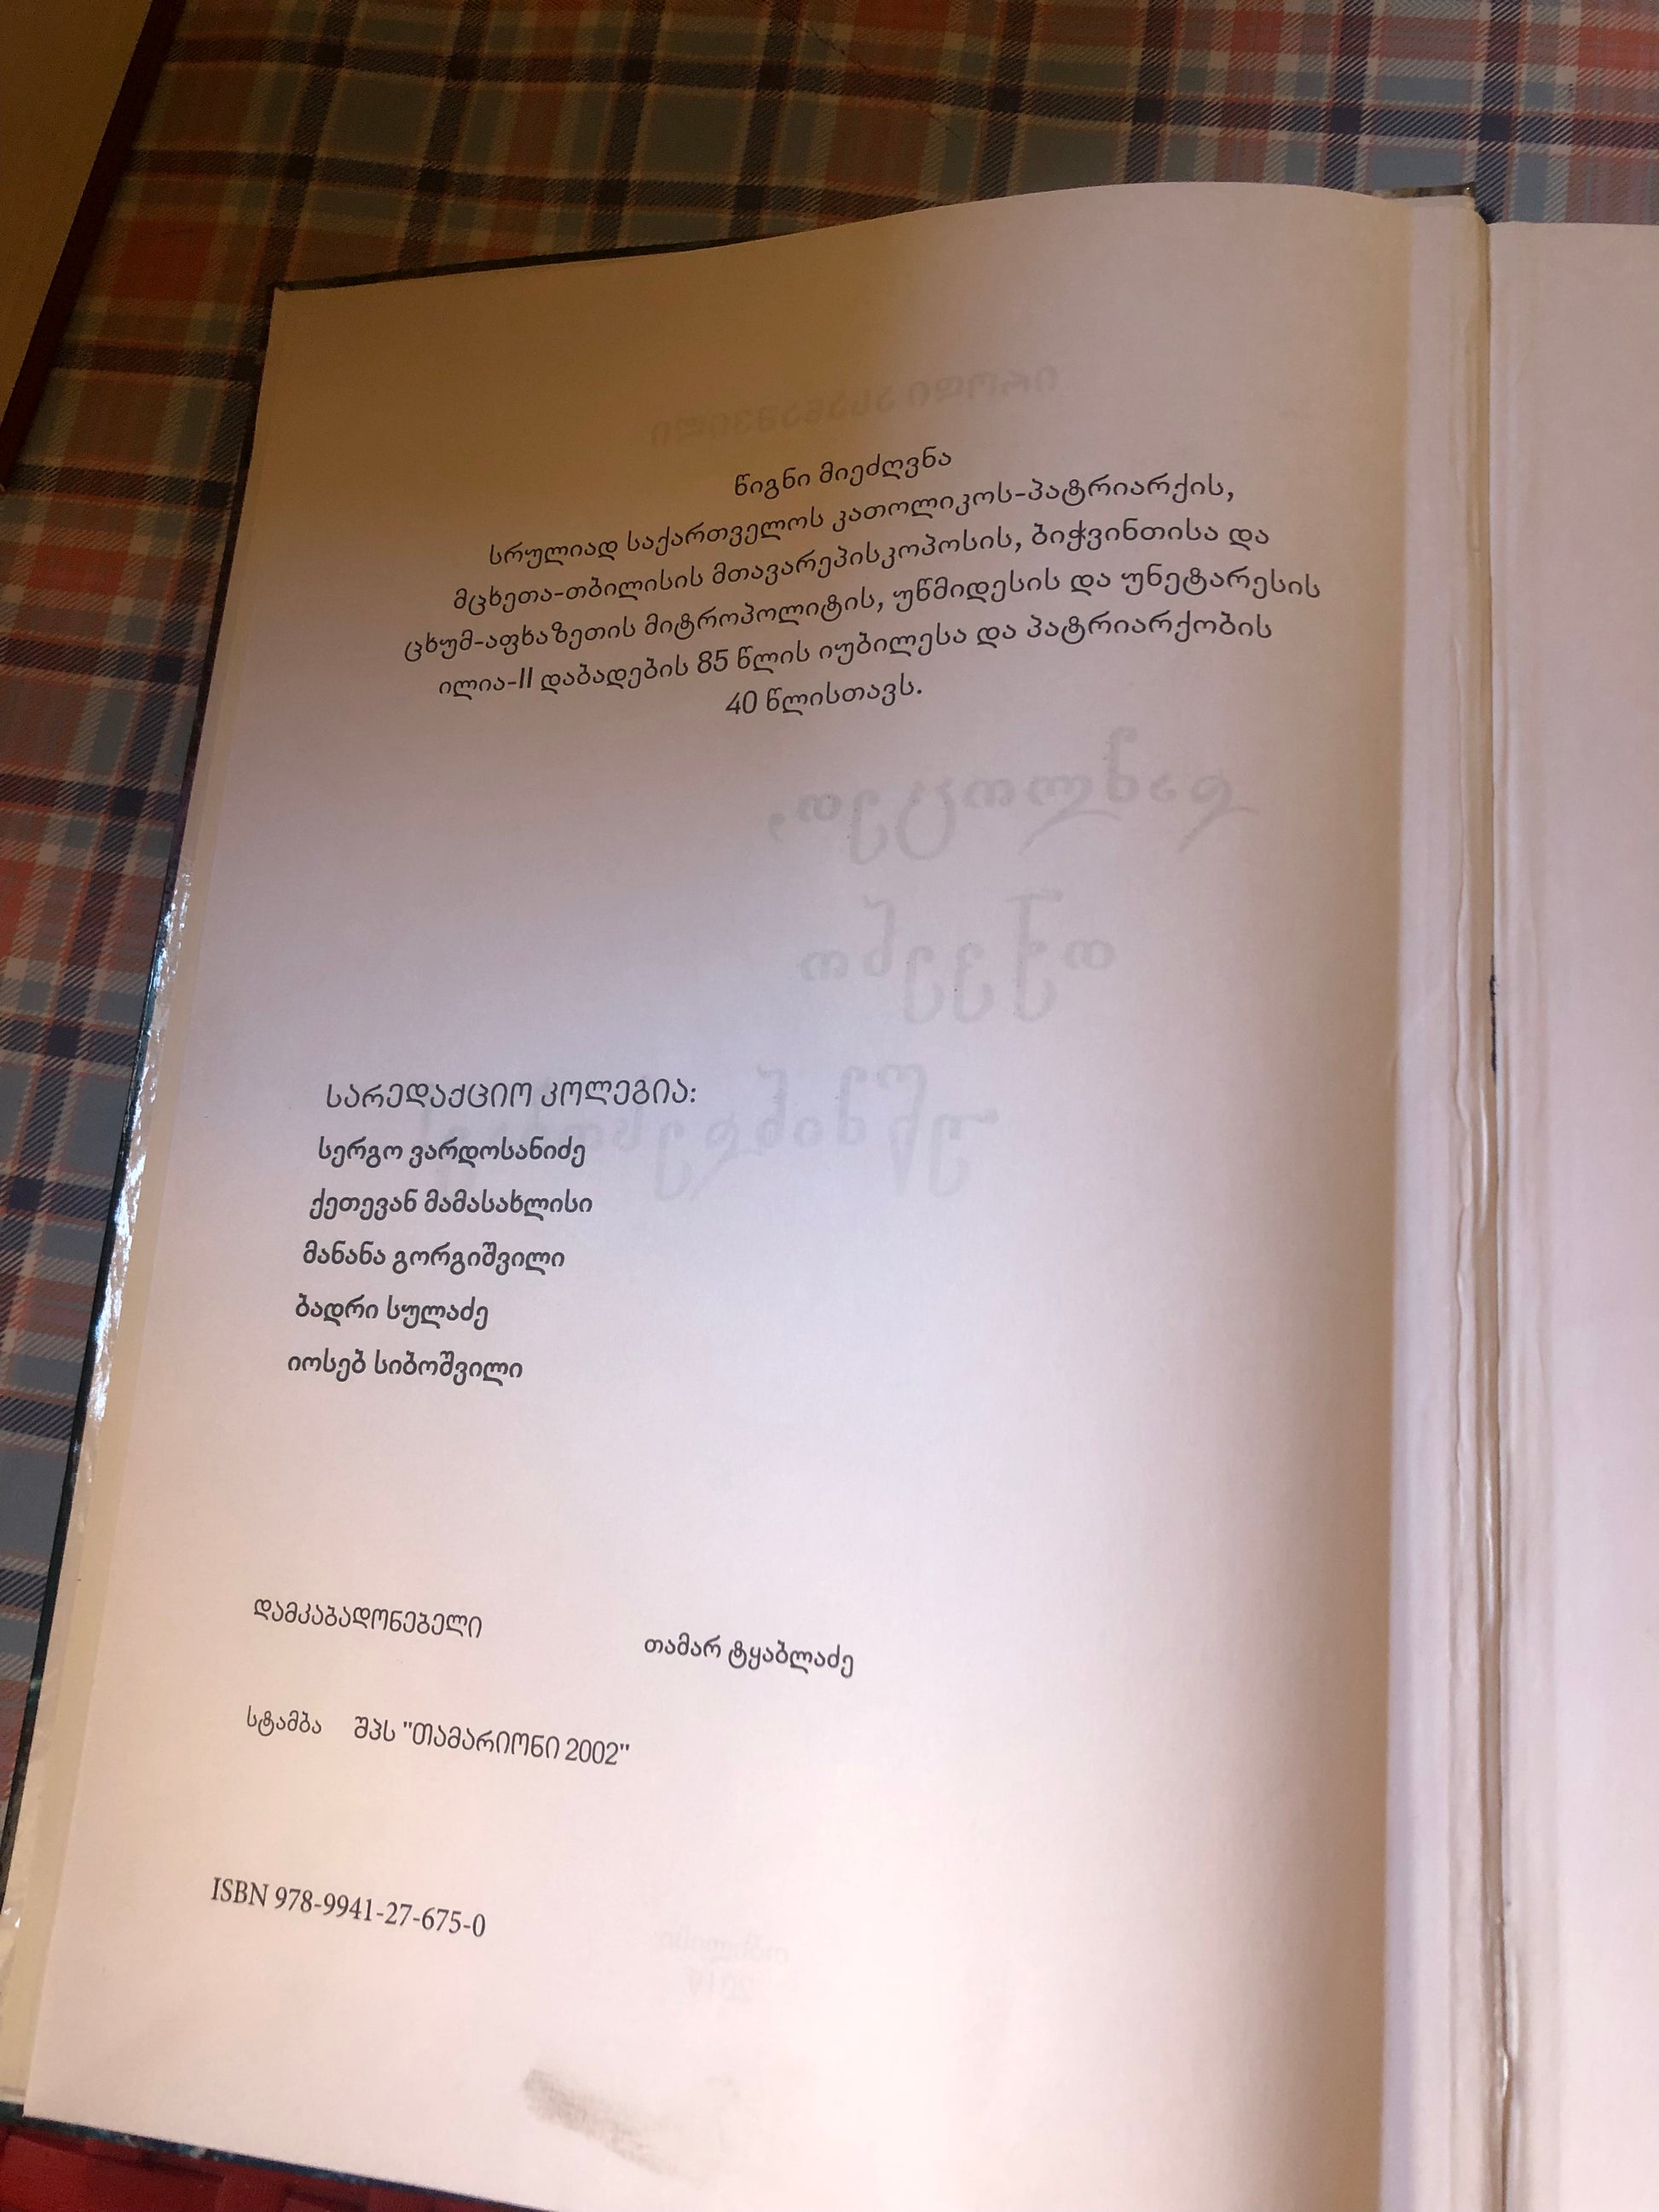 წიგნი მიეძღვნა
სრულიად საქართველოს კათოლიკოს-პატრიარქის,
მცხეთა-თბილისის მთავარეპისკოპოსის, ბიჭვინთისა და
ცხუმ-აფხაზეთის მიტროპოლიტის, უწმიდესის და უნეტარესის
ილია-II დაბადების 85 წლის იუბილესა და პატრიარქობის
40 წლისთავს.
სარედაქციო კოლეგია:
სერგო ვარდოსანიძე
ქეთევან მამასახლისი
მანანა გორგიშვილი
ბადრი სულაძე
იოსებ სიბოშვილი
დამკაბადონებელი თამარ ტყაბლაძე
სტამბა შპს "თამარიონი 2002"
ISBN 978-9941-27-675-0